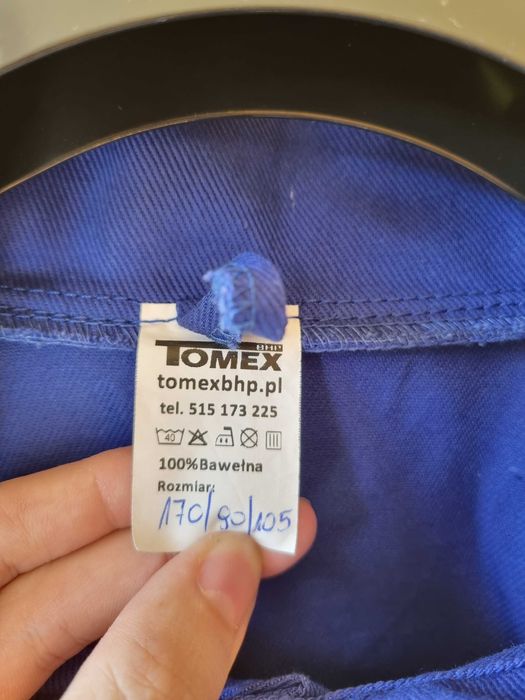 TOMEX BHP
tomexbhp.pl
tel. 515 173 225
40
100%Bawełna
Rozmiar:
170/90/105